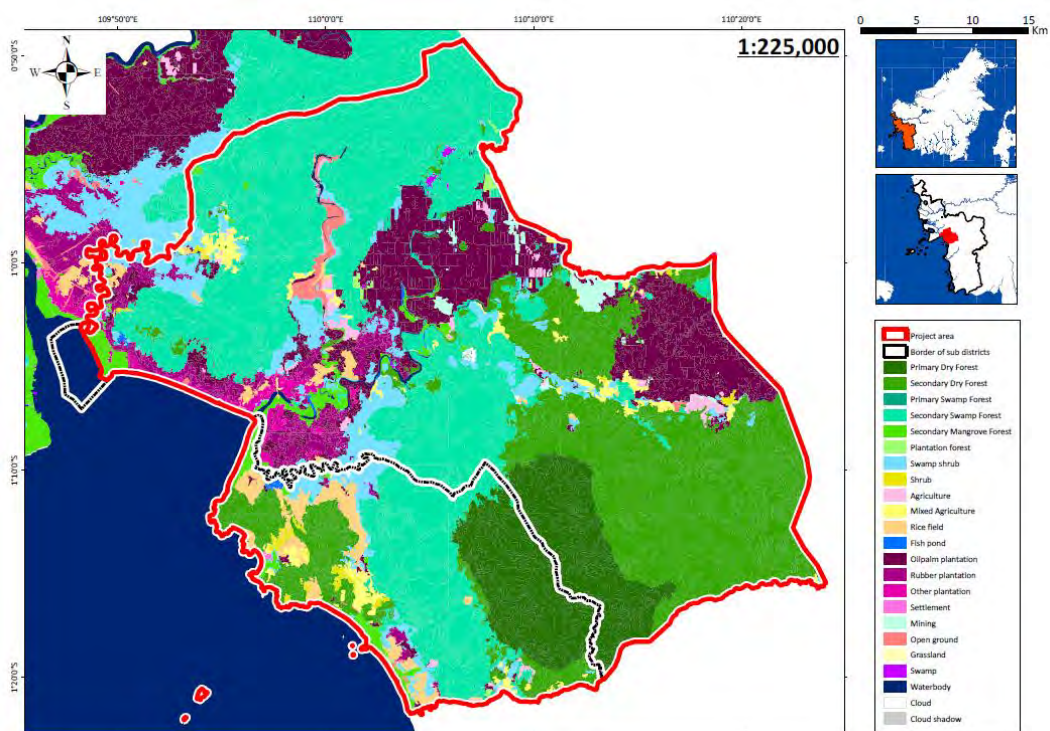 109°50'0"E
110°0'0"E
110°10'0"E
110°20'0"E
0 5 10 15
Km
0°50'0"S
1°0'0"S
1°10'0"S
1°20'0"S
N
W E
S
1:225,000
Project area
Border of sub districts
Primary Dry Forest
Secondary Dry Forest
Primary Swamp Forest
Secondary Swamp Forest
Secondary Mangrove Forest
Plantation forest
Swamp shrub
Shrub
Agriculture
Mixed Agriculture
Rice field
Fish pond
Oilpalm plantation
Rubber plantation
Other plantation
Settlement
Mining
Open ground
Grassland
Swamp
Waterbody
Cloud
Cloud shadow